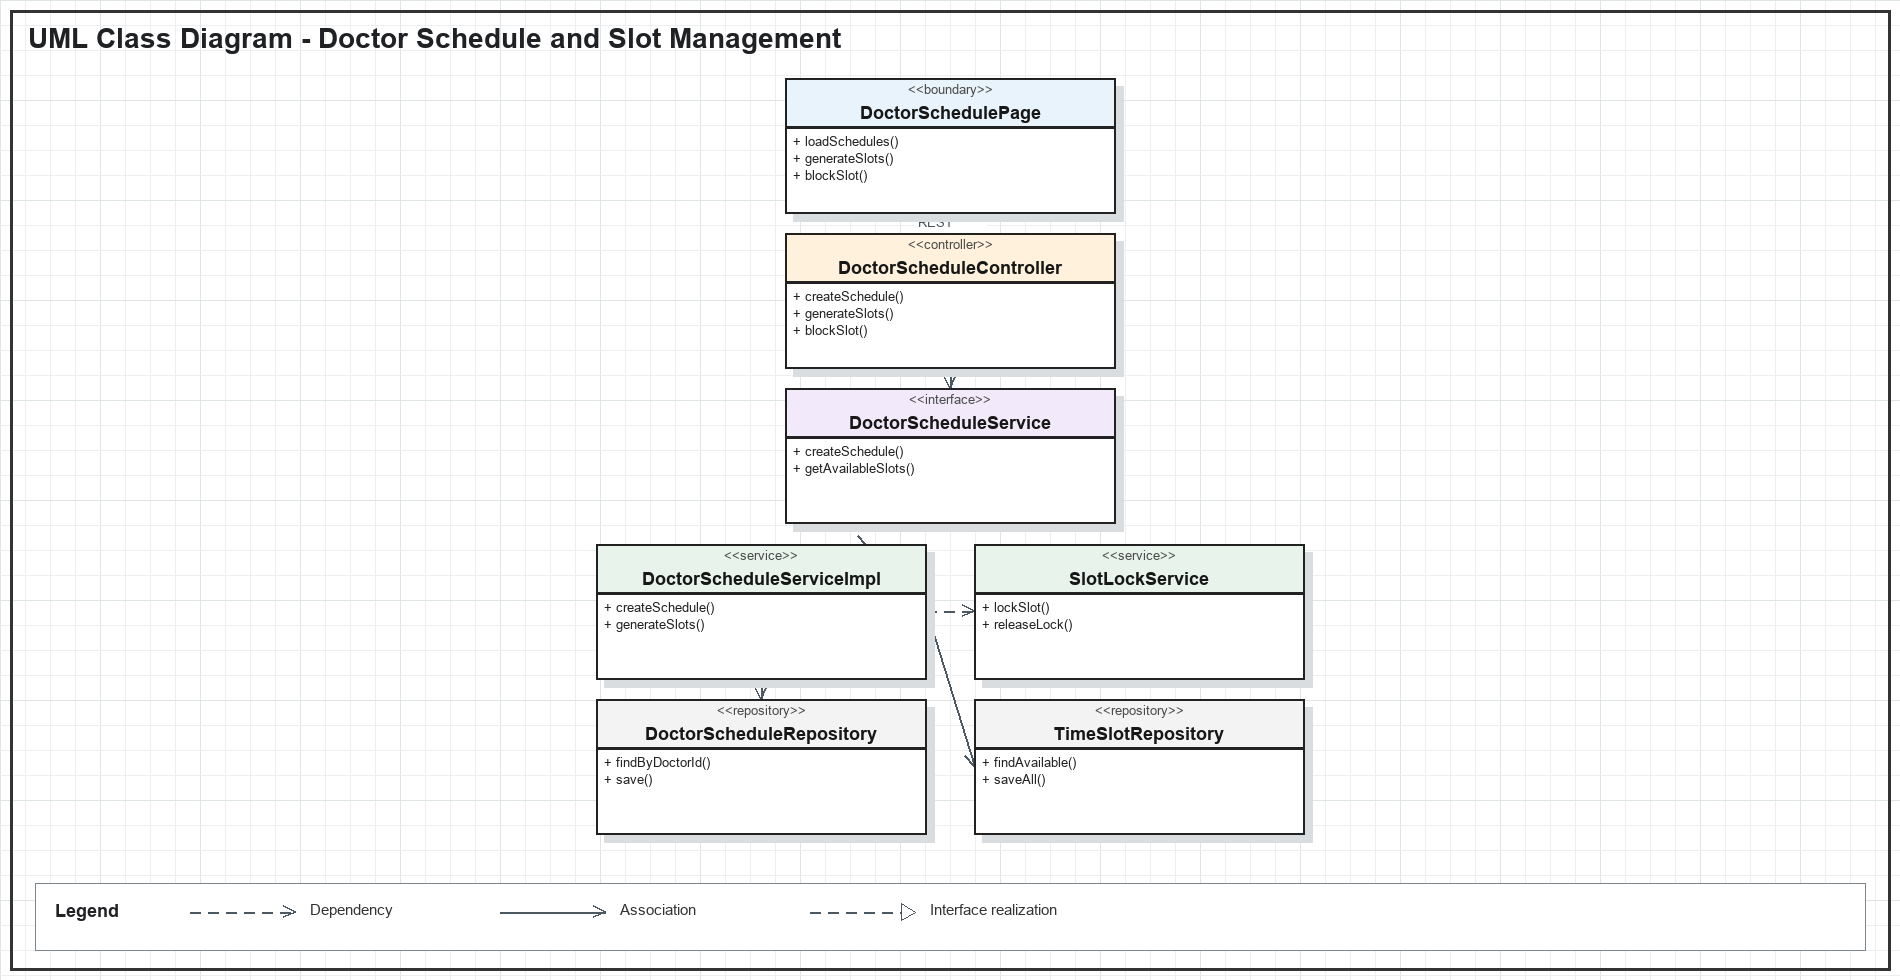 UML Class Diagram - Doctor Schedule and Slot Management
<<boundary>>
DoctorSchedulePage
+ loadSchedules()
+ generateSlots()
+ blockSlot()
REST
<<controller>>
DoctorScheduleController
+ createSchedule()
+ generateSlots()
+ blockSlot()
<<interface>>
DoctorScheduleService
+ createSchedule()
+ getAvailableSlots()
<<service>>
DoctorScheduleServiceImpl
+ createSchedule()
+ generateSlots()
<<service>>
SlotLockService
+ lockSlot()
+ releaseLock()
<<repository>>
DoctorScheduleRepository
+ findByDoctorId()
+ save()
<<repository>>
TimeSlotRepository
+ findAvailable()
+ saveAll()
Legend
Dependency
Association
Interface realization